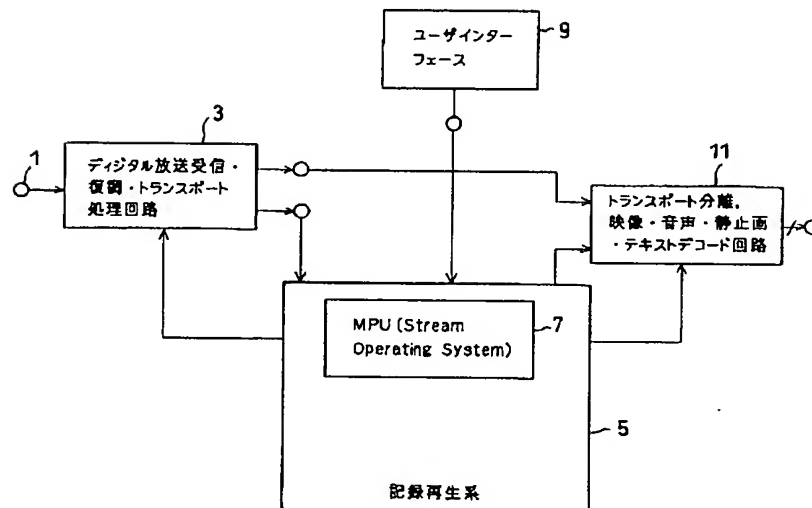 ユーザインター
フェース
9
3
1
ディジタル放送受信・
復調・トランスポート
処理回路
11
トランスポート分離,
映像・音声・静止画
・テキストデコード回路
MPU (Stream
Operating System)
7
5
記録再生系